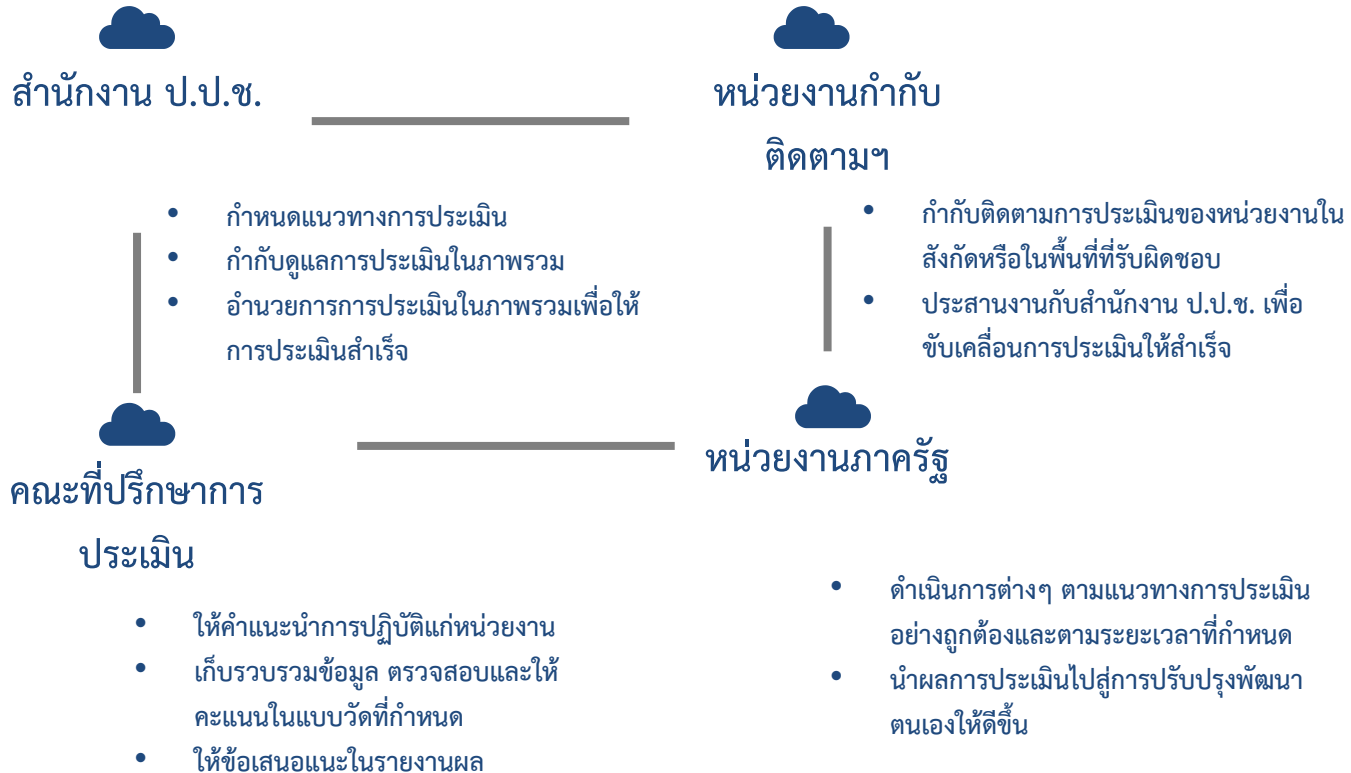 สำนักงาน ป.ป.ช.
• กำหนดแนวทางการประเมิน
• กำกับดูแลการประเมินในภาพรวม
• อำนวยการการประเมินในภาพรวมเพื่อให้
การประเมินสำเร็จ
หน่วยงานกำกับ
ติดตามฯ
• กำกับติดตามการประเมินของหน่วยงานใน
สังกัดหรือในพื้นที่ที่รับผิดชอบ
• ประสานงานกับสำนักงาน ป.ป.ช. เพื่อ
ขับเคลื่อนการประเมินให้สำเร็จ
คณะที่ปรึกษาการ
ประเมิน
• ให้คำแนะนำการปฏิบัติแก่หน่วยงาน
• เก็บรวบรวมข้อมูล ตรวจสอบและให้
คะแนนในแบบวัดที่กำหนด
• ให้ข้อเสนอแนะในรายงานผล
หน่วยงานภาครัฐ
• ดำเนินการต่างๆ ตามแนวทางการประเมิน
อย่างถูกต้องและตามระยะเวลาที่กำหนด
• นำผลการประเมินไปสู่การปรับปรุงพัฒนา
ตนเองให้ดีขึ้น